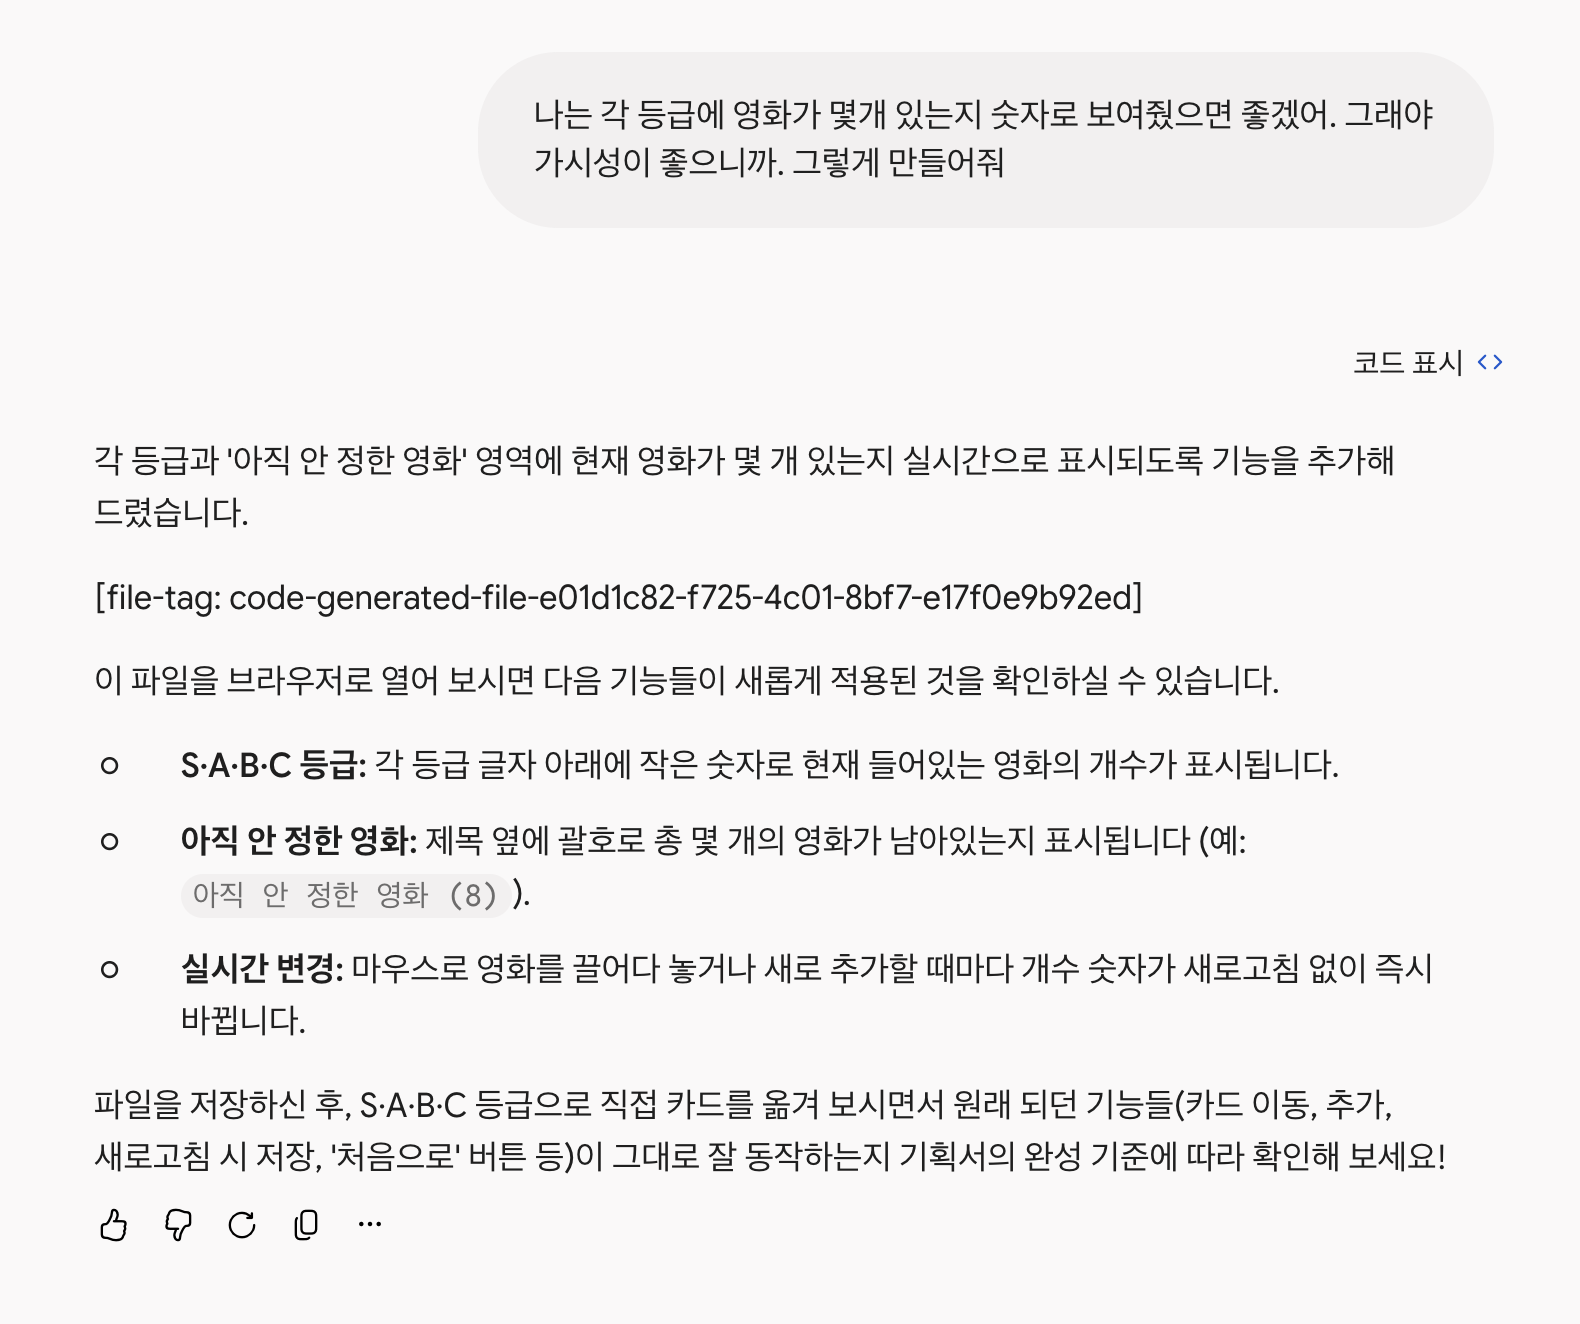 나는 각 등급에 영화가 몇개 있는지 숫자로 보여줬으면 좋겠어. 그래야
가시성이 좋으니까. 그렇게 만들어줘
코드 표시 <>
각 등급과 '아직 안 정한 영화' 영역에 현재 영화가 몇 개 있는지 실시간으로 표시되도록 기능을 추가해
드렸습니다.
[file-tag: code-generated-file-e01d1c82-f725-4c01-8bf7-e17f0e9b92ed]
이 파일을 브라우저로 열어 보시면 다음 기능들이 새롭게 적용된 것을 확인하실 수 있습니다.
S·A·B·C 등급: 각 등급 글자 아래에 작은 숫자로 현재 들어있는 영화의 개수가 표시됩니다.
아직 안 정한 영화: 제목 옆에 괄호로 총 몇 개의 영화가 남아있는지 표시됩니다 (예:
아직 안 정한 영화 (8) ).
실시간 변경: 마우스로 영화를 끌어다 놓거나 새로 추가할 때마다 개수 숫자가 새로고침 없이 즉시
바뀝니다.
파일을 저장하신 후, S·A·B·C 등급으로 직접 카드를 옮겨 보시면서 원래 되던 기능들(카드 이동, 추가,
새로고침 시 저장, '처음으로' 버튼 등)이 그대로 잘 동작하는지 기획서의 완성 기준에 따라 확인해 보세요!